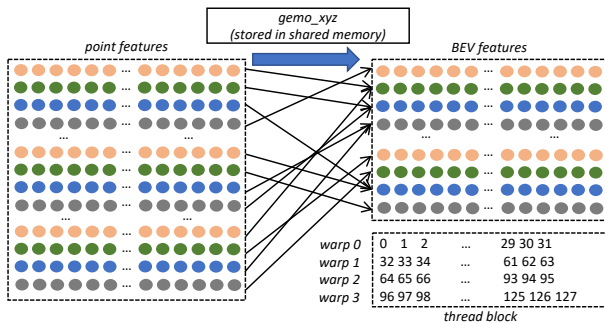 gemo_xyz
(stored in shared memory)
point features
BEV features
...
...
...
...
...
...
...
...
...
warp 0 0 1 2 ... 29 30 31
warp 1 32 33 34 61 62 63
warp 2 64 65 66 ... 93 94 95
warp 3 96 97 98 125 126 127
thread block